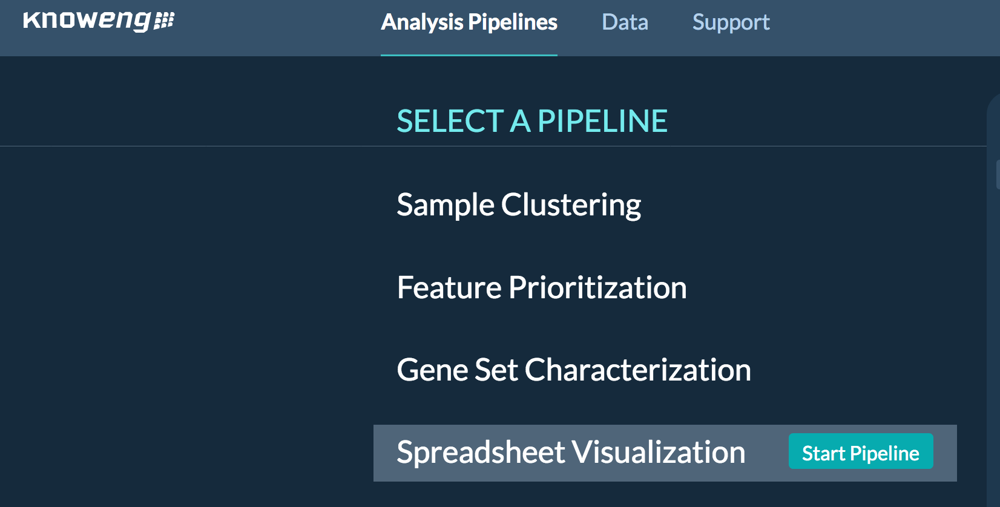 knoweng
Analysis Pipelines Data Support
SELECT A PIPELINE
Sample Clustering
Feature Prioritization
Gene Set Characterization
Spreadsheet Visualization Start Pipeline